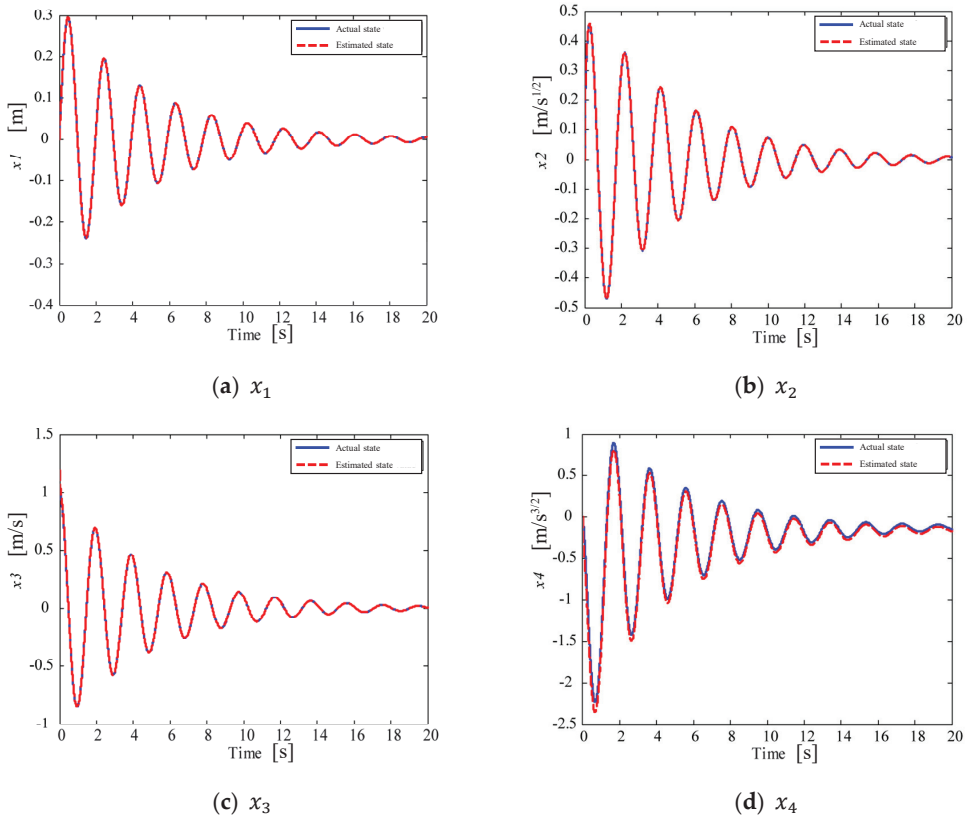 0.3
0.2
0.1
0
-0.1
-0.2
0.3
-0.4
x1 [m]
Actual state
Estimated state
0 2 4 6 8 10 12 14 16 18 20
Time [s]
(a) x₁
0.5
0.4
0.3
0.2
0.1
0
-0.1
-0.2
0.3
0.4
-0.5
x2 [m/s^{1/2}]
Actual state
Estimated state
0 2 4 6 8 10 12 14 16 18 20
Time [s]
(b) x₂
1.5
1
0.5
0
-0.5
-1
x3 [m/s]
Actual state
Estimated state
0 2 4 6 8 10 12 14 16 18 20
Time [s]
(c) x₃
1
0.5
0
-0.5
-1
-1.5
-2
-2.5
x4 [m/s^{3/2}]
Actual state
Estimated state
0 2 4 6 8 10 12 14 16 18 20
Time [s]
(d) x₄